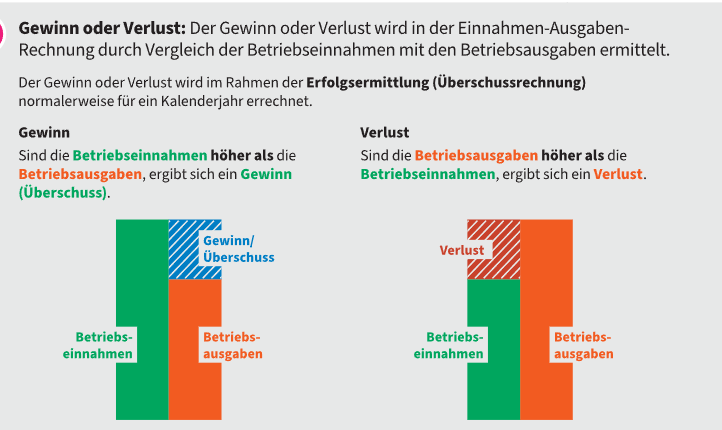 Gewinn oder Verlust: Der Gewinn oder Verlust wird in der Einnahmen-Ausgaben-
Rechnung durch Vergleich der Betriebseinnahmen mit den Betriebsausgaben ermittelt.
Der Gewinn oder Verlust wird im Rahmen der Erfolgsermittlung (Überschussrechnung)
normalerweise für ein Kalenderjahr errechnet.
Gewinn
Sind die Betriebseinnahmen höher als die
Betriebsausgaben, ergibt sich ein Gewinn
(Überschuss).
Gewinn/
Überschuss
Betriebs-
einnahmen
Betriebs-
ausgaben
Verlust
Sind die Betriebsausgaben höher als die
Betriebseinnahmen, ergibt sich ein Verlust.
Verlust
Betriebs-
einnahmen
Betriebs-
ausgaben